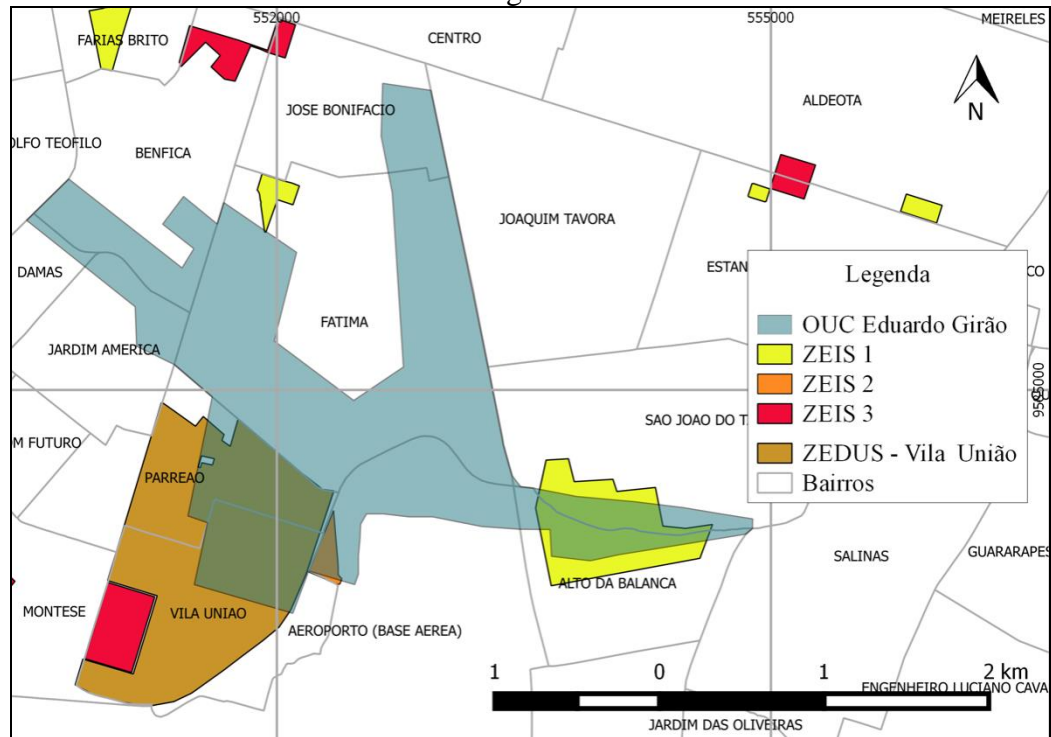 552000
555000
MEIRELES
FARIAS BRITO
CENTRO
JOSE BONIFACIO
ALDEOTA
N
OLFO TEOFILO
BENFICA
JOAQUIM TAVORA
ESTAN
CO
DAMAS
FATIMA
JARDIM AMERICA
Legenda
OUC Eduardo Girão
ZEIS 1
ZEIS 2
ZEIS 3
ZEDUS - Vila União
Bairros
SAO JOAO DO T
M FUTURO
PARREAO
SALINAS
GUARARAPES
ALTO DA BALANCA
MONTESE
VILA UNIAO
AEROPORTO (BASE AEREA)
1 0 1 2 km
ENGENHEIRO LUCIANO CAVA
JARDIM DAS OLIVEIRAS